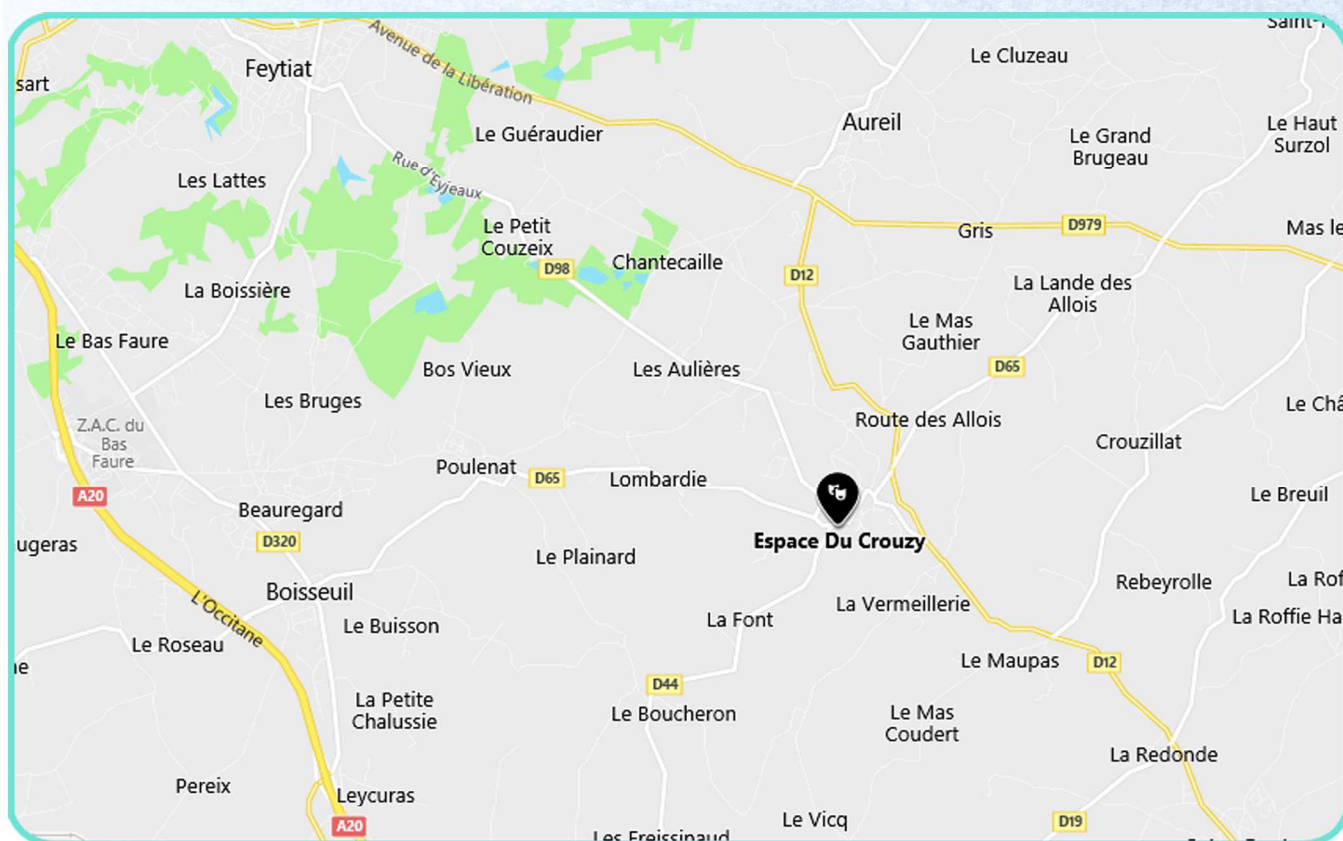 Saint-
Le Cluzeau
Avenue de la Libération
Feytiat
sart
Aureil
Le Guéraudier
Le Grand
Brugeau
Le Haut
Surzol
Rue d'Eyjeaux
Les Lattes
Le Petit
Couzeix
Gris
D979
Mas le
D98
Chantecaille
D12
La Boissière
La Lande des
Allois
Le Mas
Gauthier
Le Bas Faure
Bos Vieux
Les Aulières
D65
Les Bruges
Le Châ
Route des Allois
Z.A.C. du
Bas
Faure
Crouzillat
Poulenat
D65
Lombardie
A20
Le Breuil
Beauregard
D320
Espace Du Crouzy
ugeras
Le Plainard
Rebeyrolle
La Rof
Boisseuil
L'Occitane
La Vermeillerie
La Roffie Ha
Le Buisson
La Font
Le Roseau
ne
Le Maupas
D12
D44
La Petite
Chalussie
Le Boucheron
Le Mas
Coudert
La Redonde
Pereix
Leycuras
A20
Le Vicq
D19
Les Freissinaud